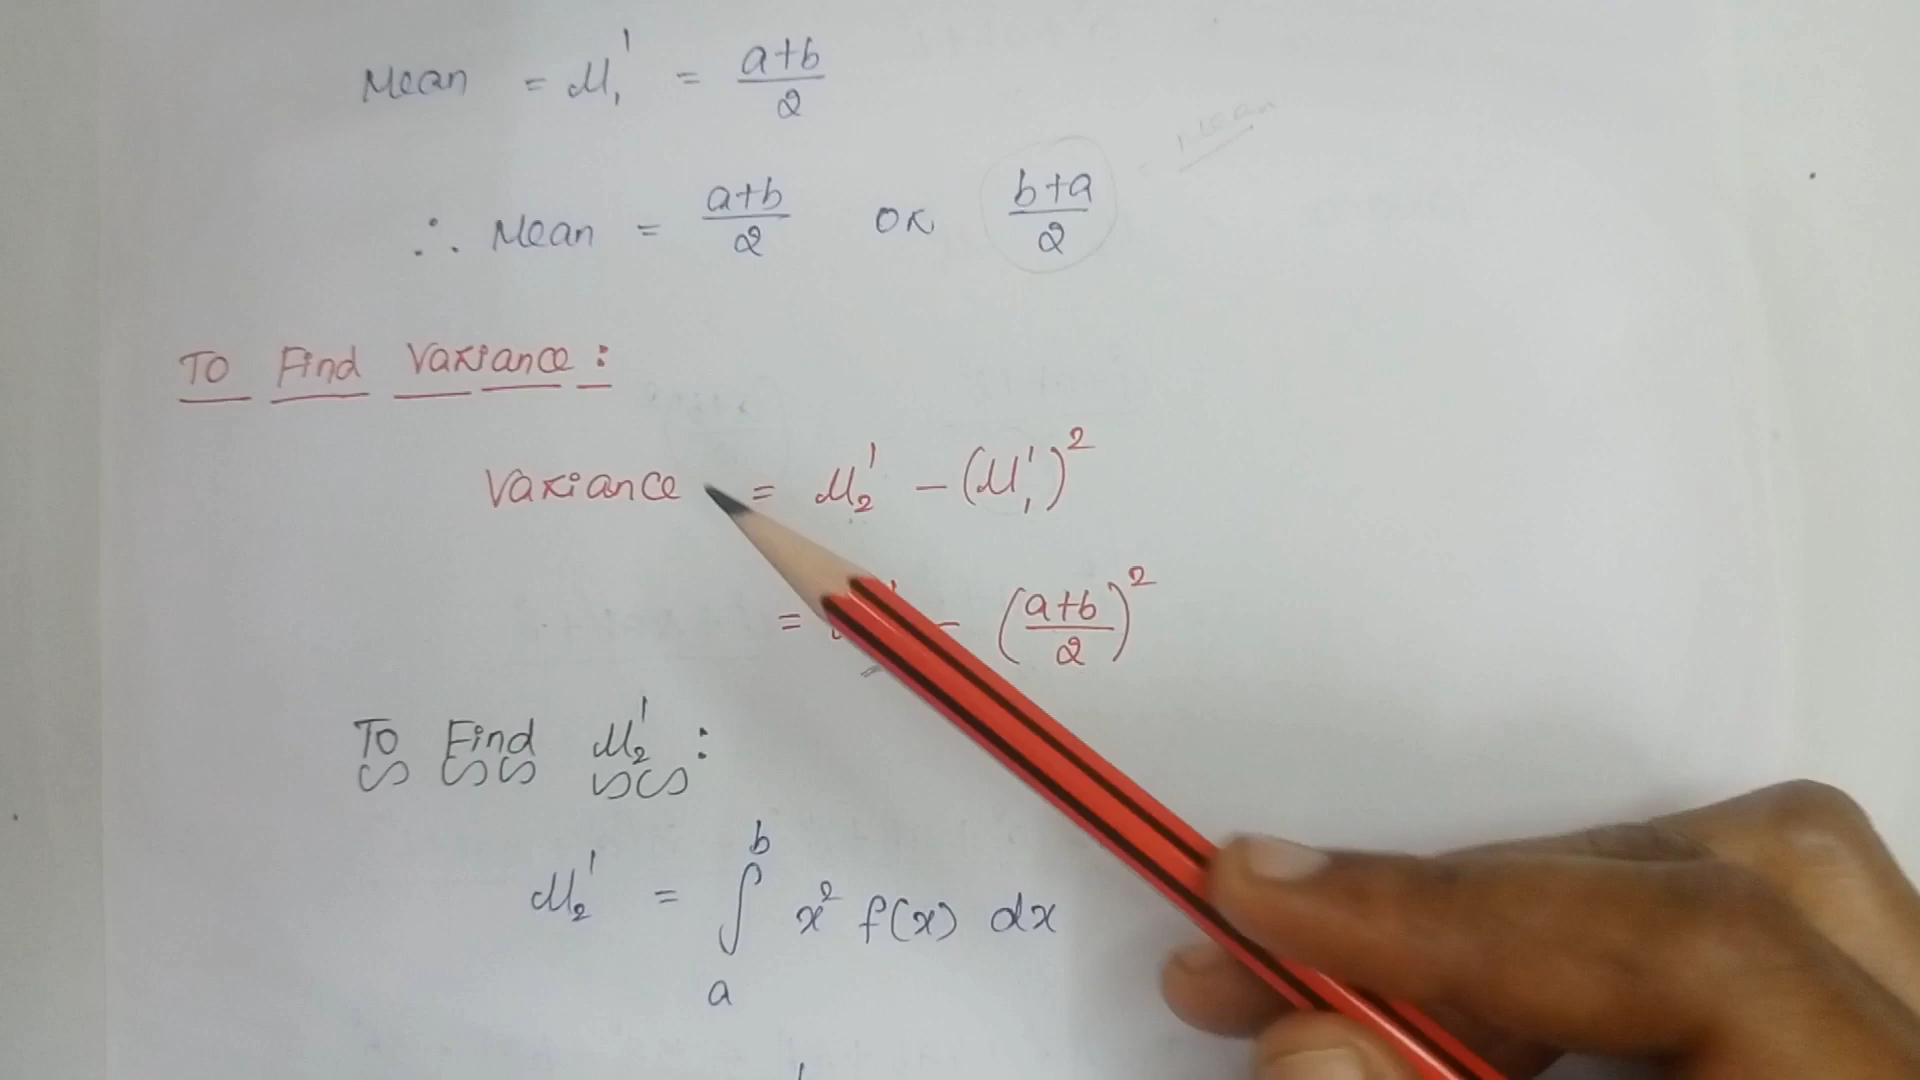 Mean = μ₁' = a+b/2
∴ Mean = a+b/2 OR b+a/2
To Find Variance:
Variance = μ₂' - (μ₁')²
= - (a+b/2)²
To Find μ₂' :
μ₂' = ∫ₐᵇ x² f(x) dx